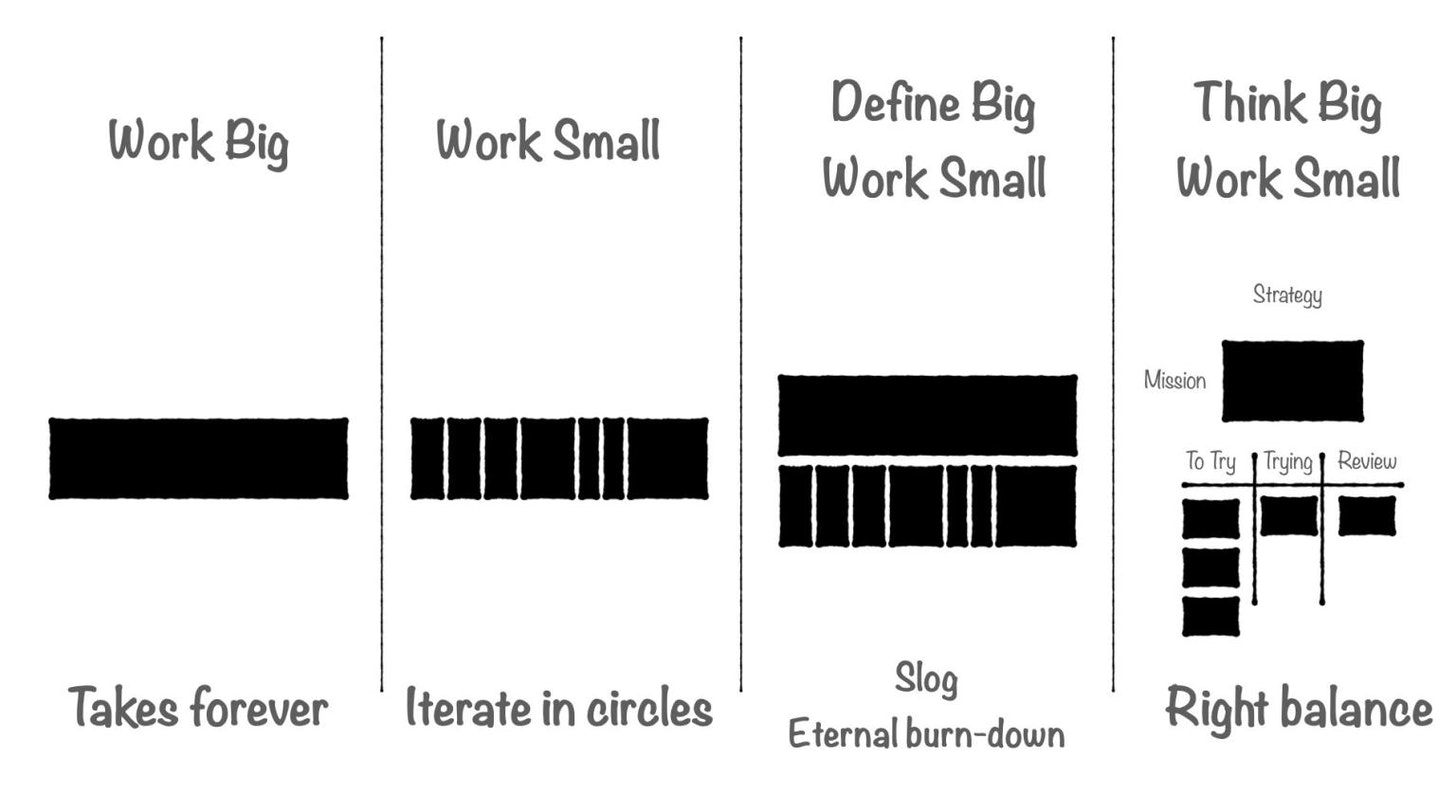 Work Big
Takes forever
Work Small
Iterate in circles
Define Big
Work Small
Slog
Eternal burn-down
Think Big
Work Small
Strategy
Mission
To Try
Trying
Review
Right balance